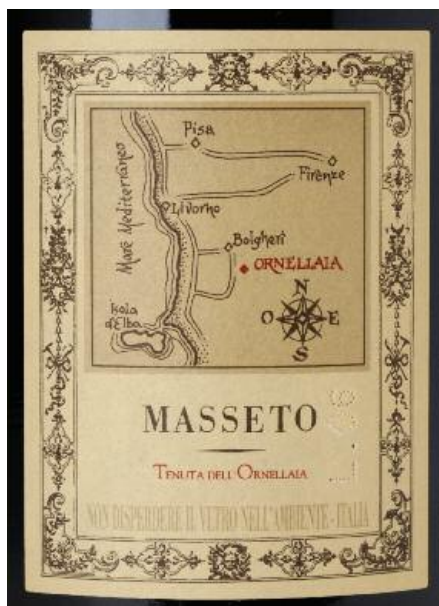 Pisa
Firenze
Mare Mediterraneo
Livorno
Bolgheri
ORNELLAIA
Isola
d'Elba
N
O E
S
MASSETO
TENUTA DELL'ORNELLAIA
NON DISPERDERE IL VETRO NELL'AMBIENTE - ITALIA